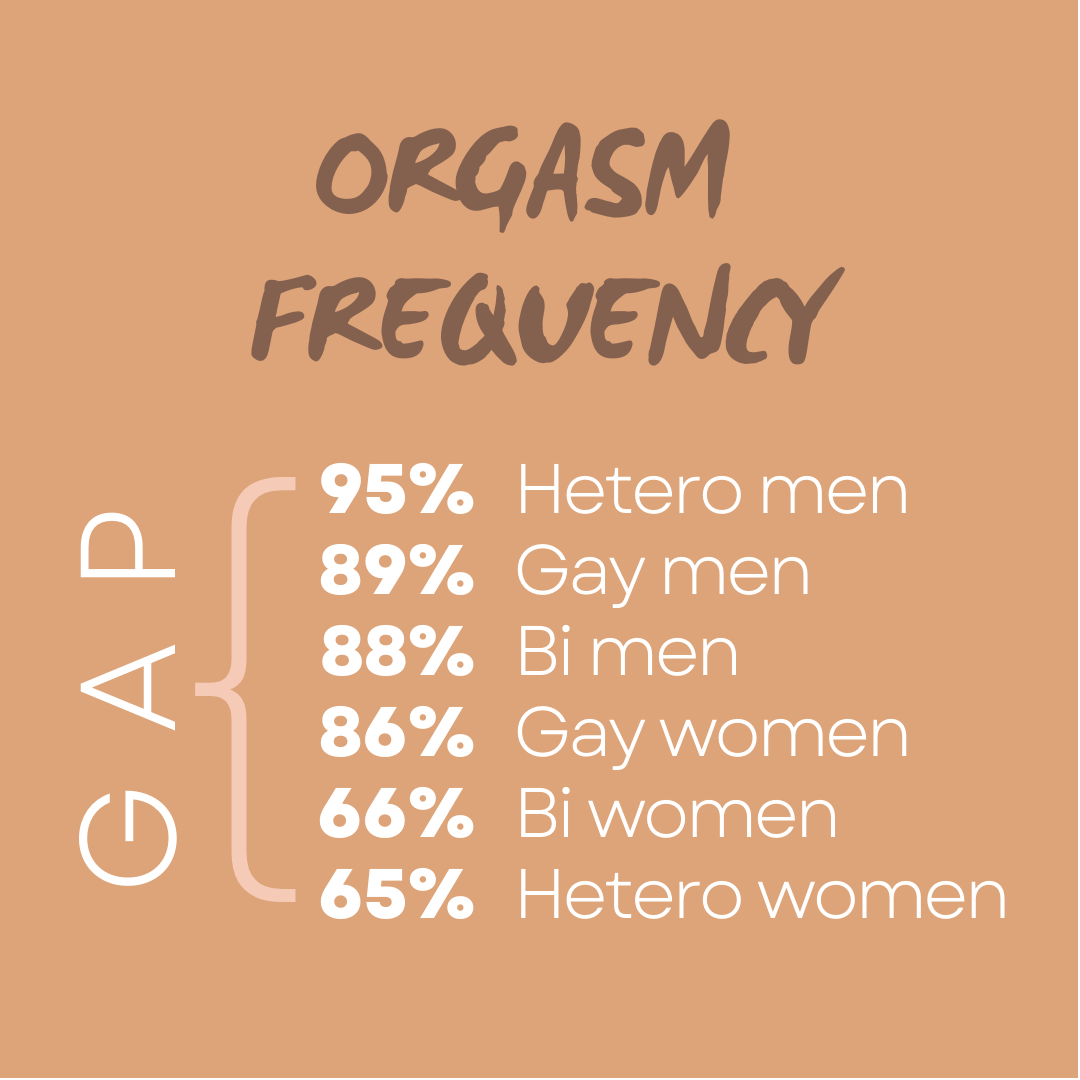 ORGASM
FREQUENCY
GAP
95% Hetero men
89% Gay men
88% Bi men
86% Gay women
66% Bi women
65% Hetero women